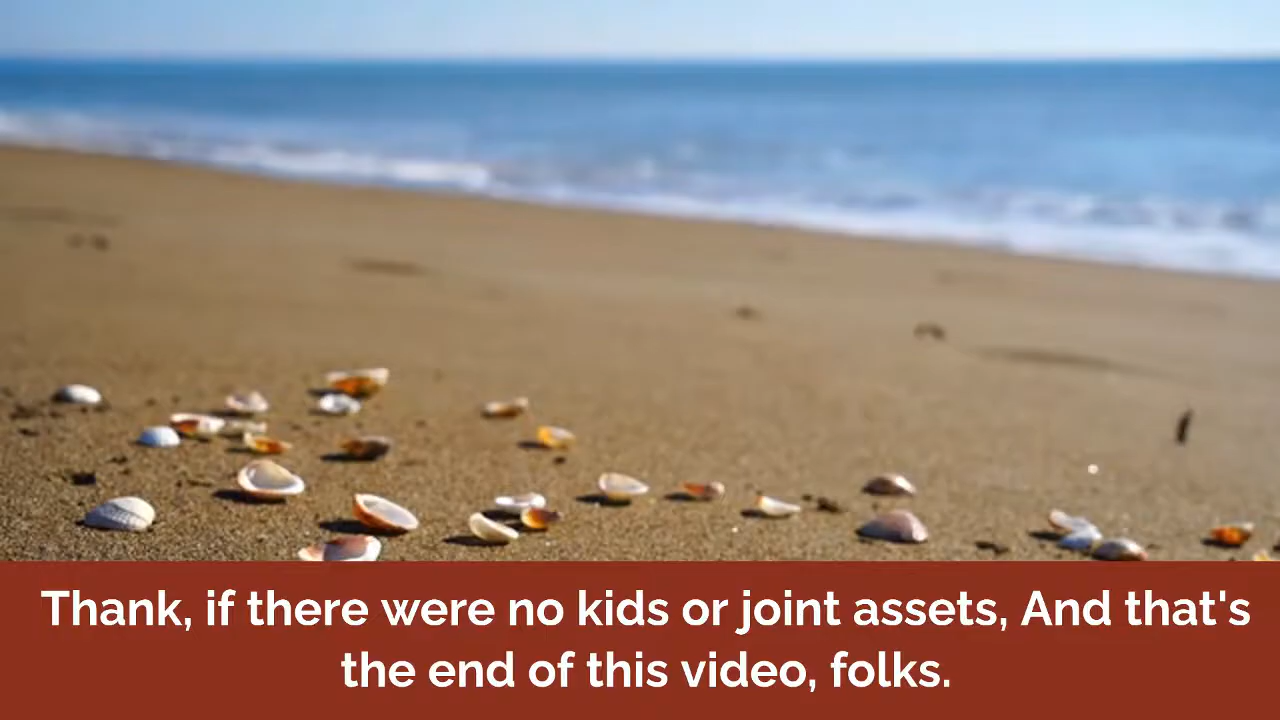 Thank, if there were no kids or joint assets, And that's
the end of this video, folks.